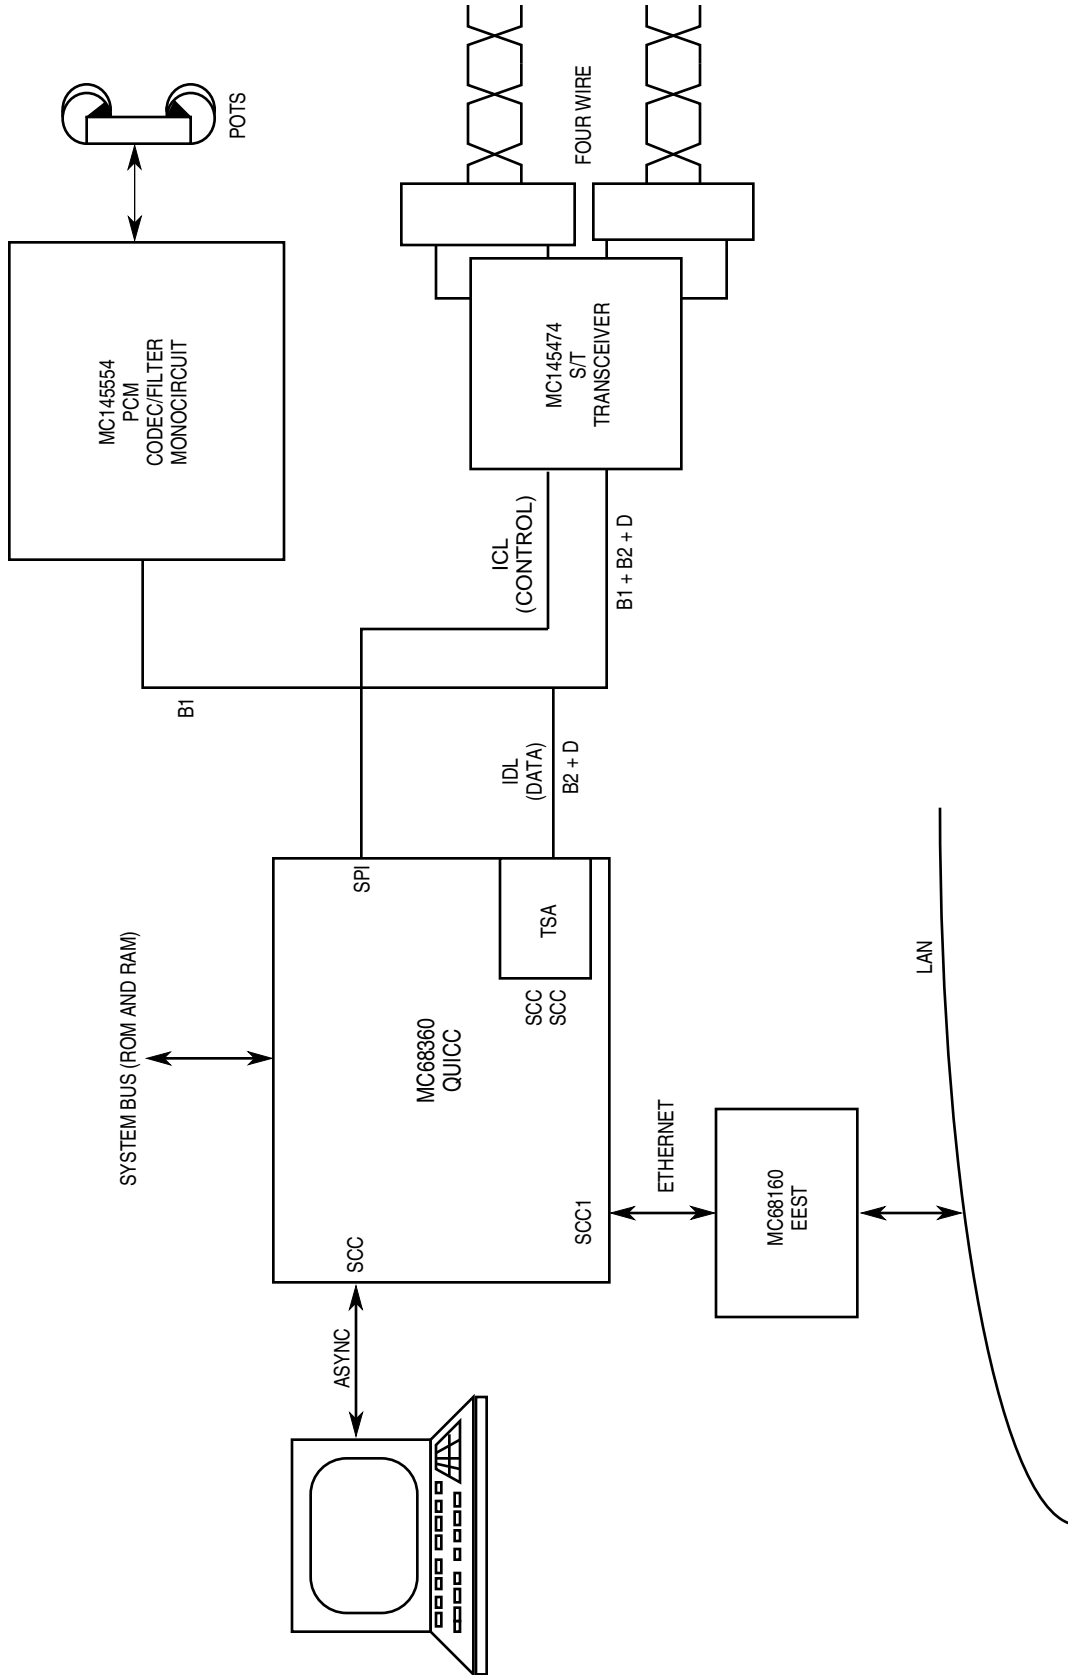 POTS
MC145554
PCM
CODEC/FILTER
MONOCIRCUIT
FOUR WIRE
MC145474
S/T
TRANSCEIVER
ICL
(CONTROL)
B1 + B2 + D
B1
IDL
(DATA)
B2 + D
SYSTEM BUS (ROM AND RAM)
SPI
TSA
SCC
SCC
MC68360
QUICC
SCC
SCC1
ASYNC
ETHERNET
MC68160
EEST
LAN